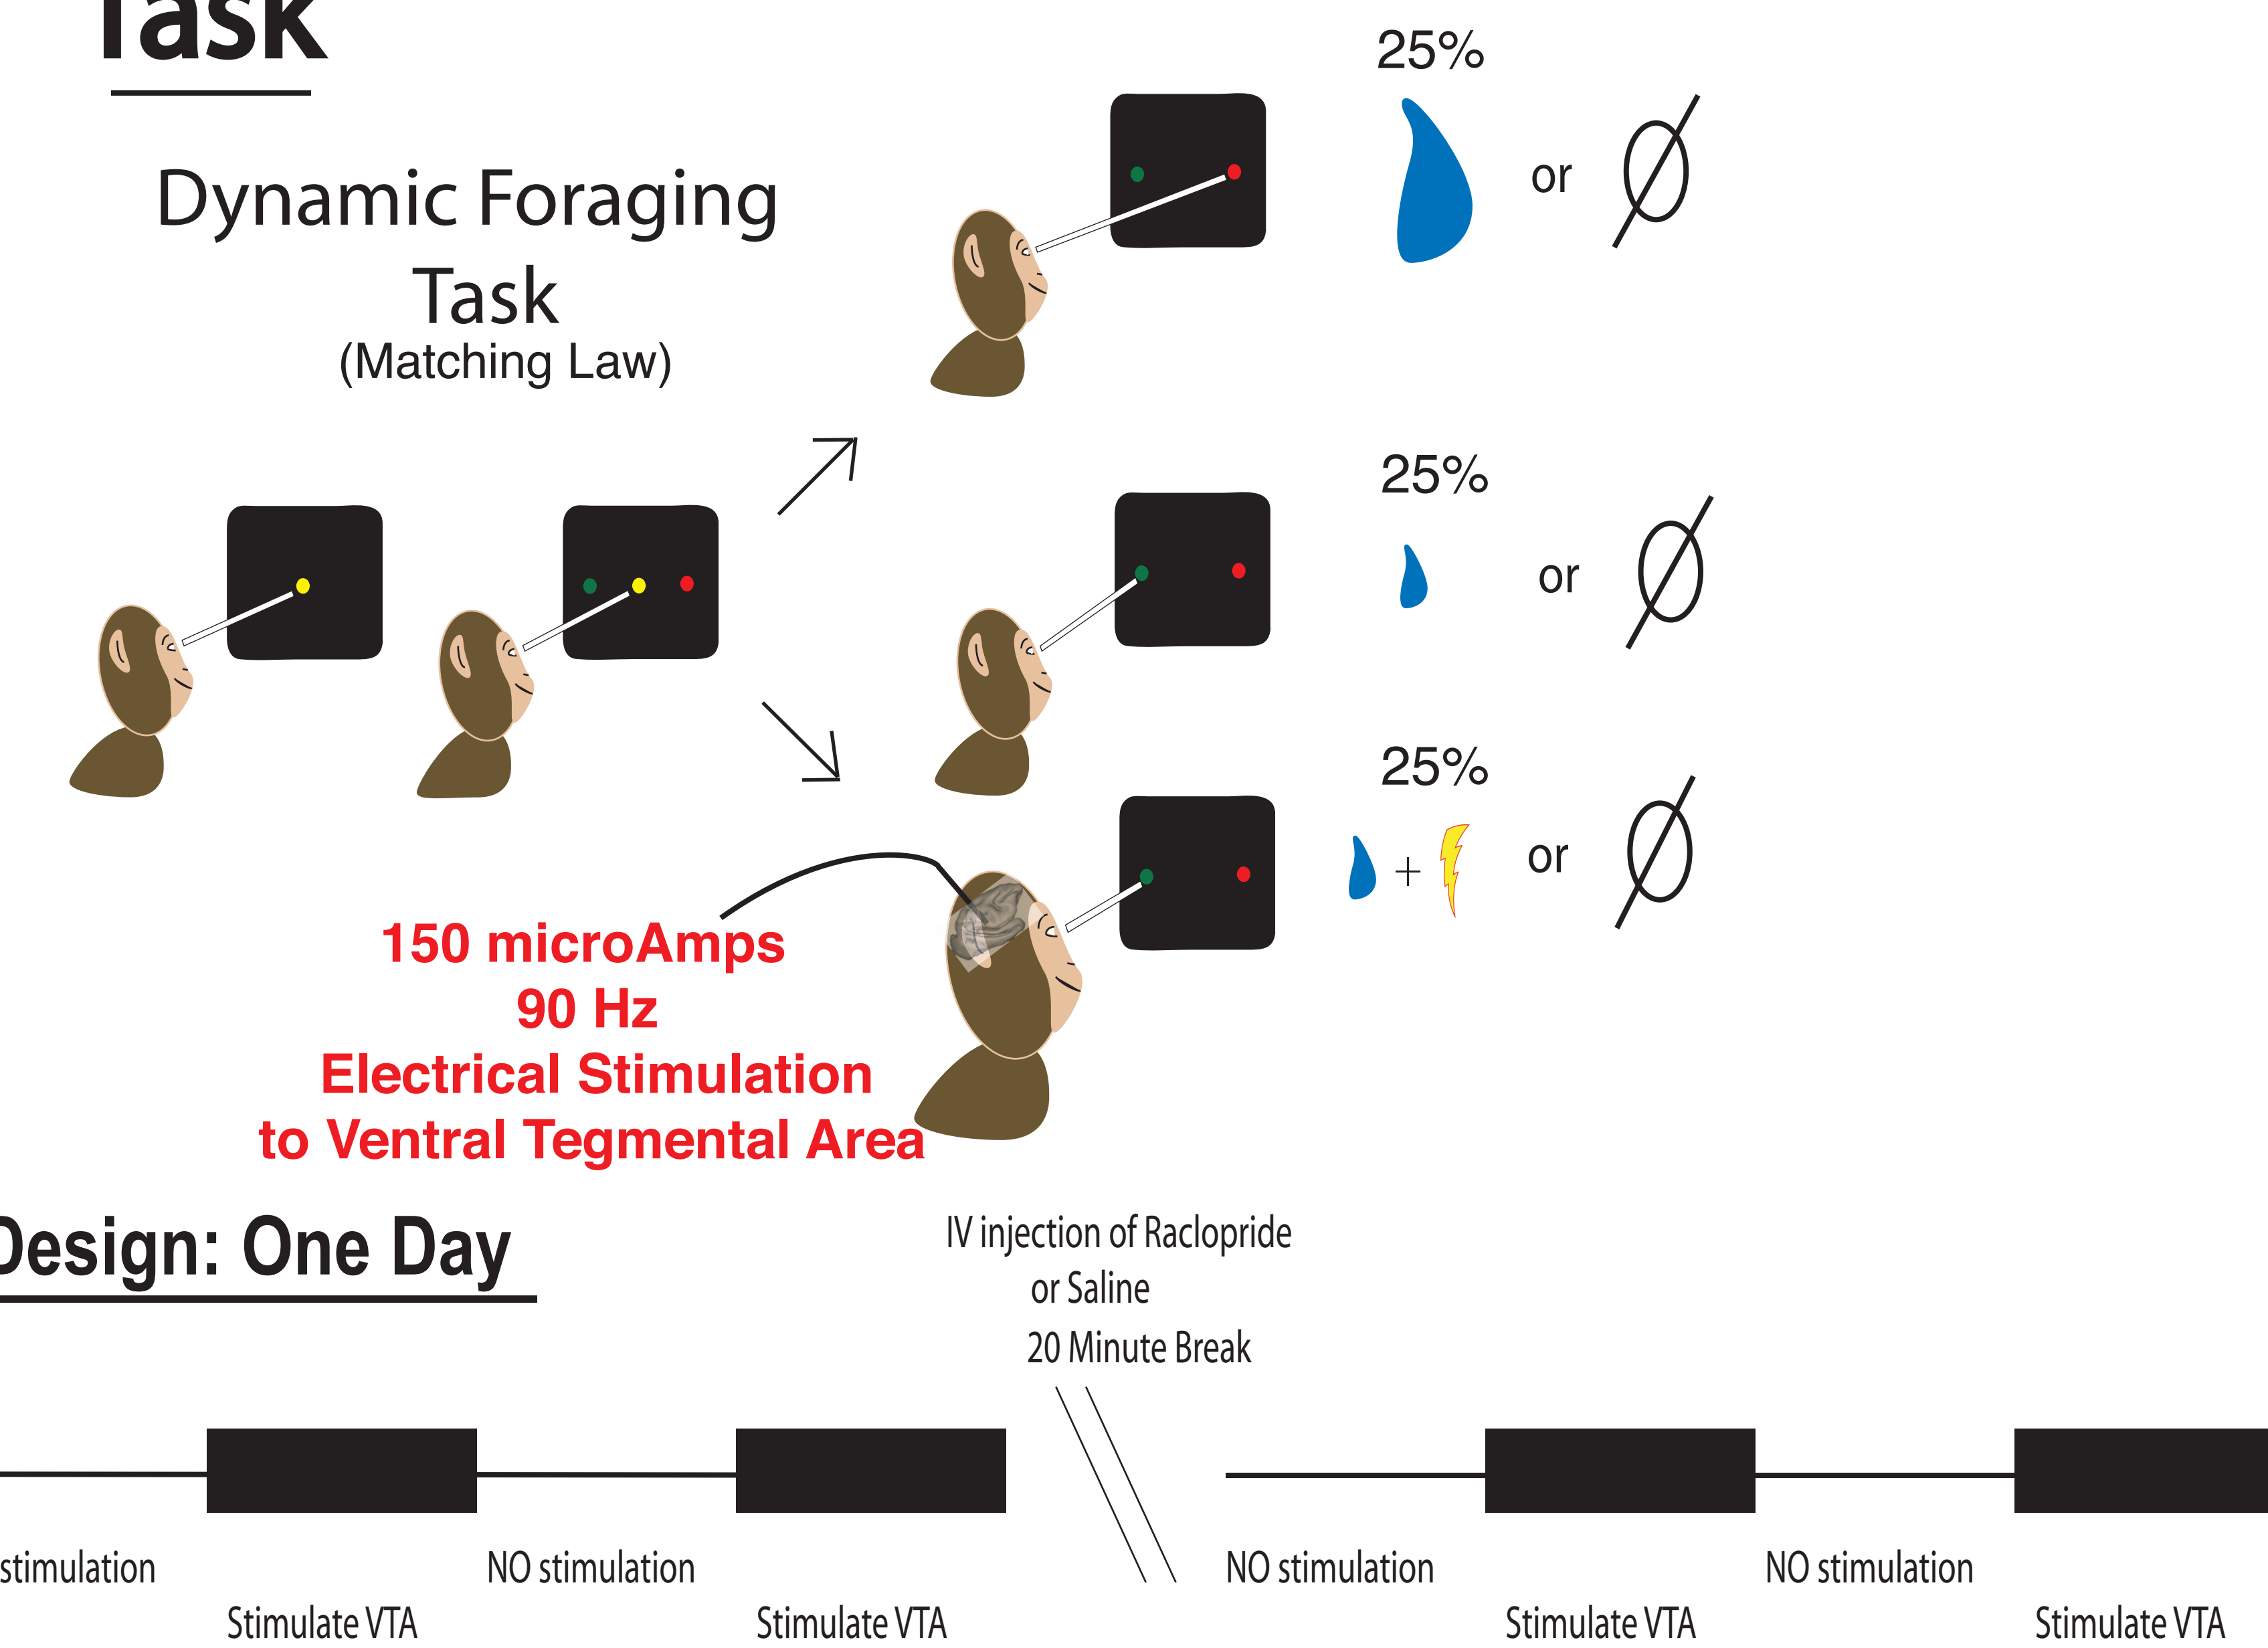 Task
Dynamic Foraging
Task
(Matching Law)
25%
or
25%
or
25%
+
or
150 microAmps
90 Hz
Electrical Stimulation
to Ventral Tegmental Area
Design: One Day
IV injection of Raclopride
or Saline
20 Minute Break
stimulation
NO stimulation
NO stimulation
NO stimulation
Stimulate VTA
Stimulate VTA
Stimulate VTA
Stimulate VTA